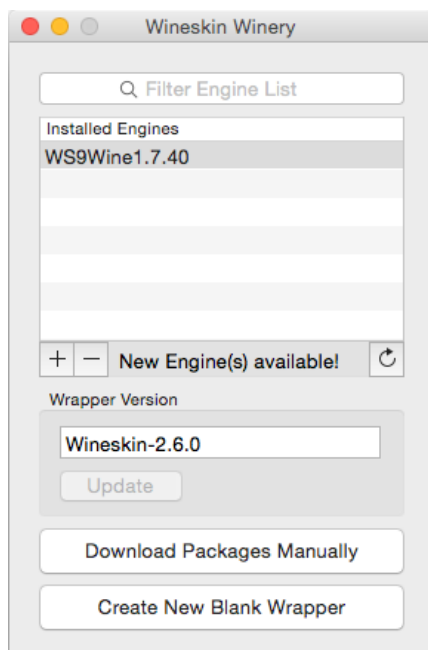 Wineskin Winery
Filter Engine List
Installed Engines
WS9Wine1.7.40
+ − New Engine(s) available!
Wrapper Version
Wineskin-2.6.0
Update
Download Packages Manually
Create New Blank Wrapper